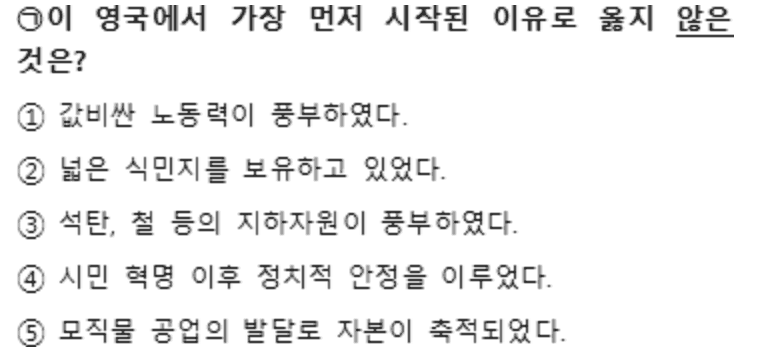 ㉠이 영국에서 가장 먼저 시작된 이유로 옳지 않은
것은?
① 값비싼 노동력이 풍부하였다.
② 넓은 식민지를 보유하고 있었다.
③ 석탄, 철 등의 지하자원이 풍부하였다.
④ 시민 혁명 이후 정치적 안정을 이루었다.
⑤ 모직물 공업의 발달로 자본이 축적되었다.